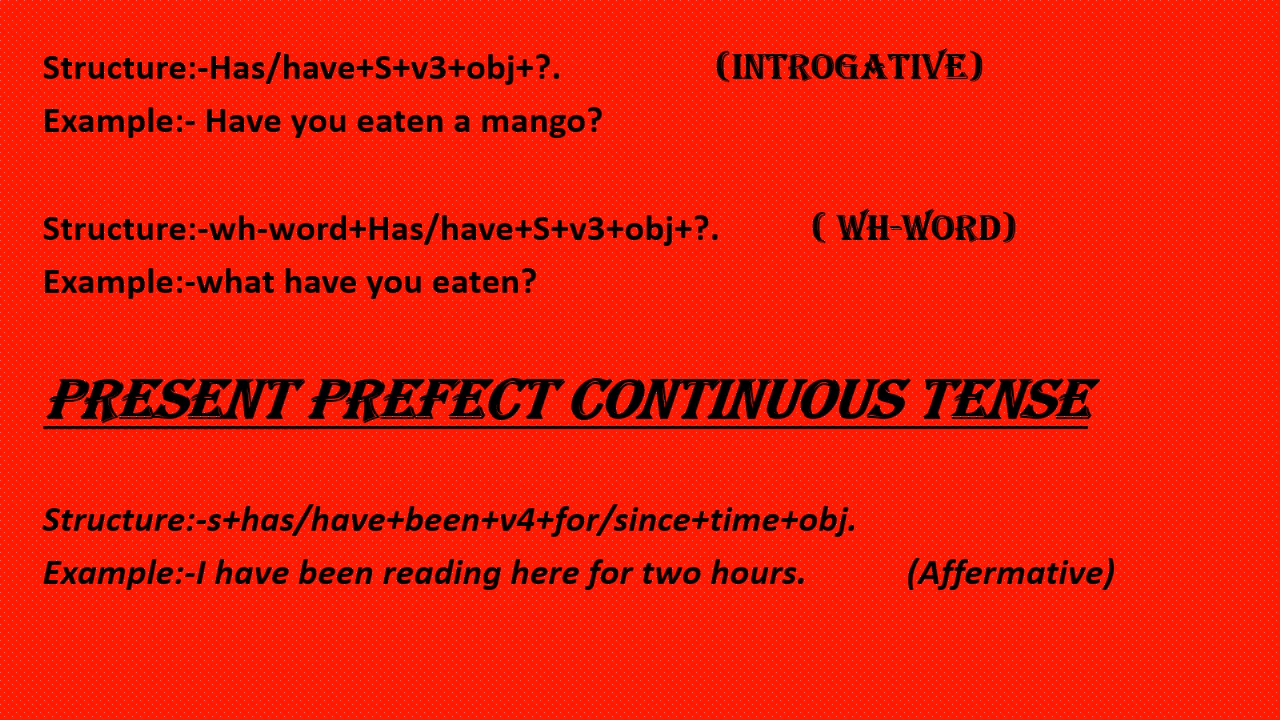 Structure:-Has/have+S+v3+obj+?. (INTROGATIVE)
Example:- Have you eaten a mango?
Structure:-wh-word+Has/have+S+v3+obj+?. ( WH-WORD)
Example:-what have you eaten?
PRESENT PREFECT CONTINUOUS TENSE
Structure:-s+has/have+been+v4+for/since+time+obj.
Example:-I have been reading here for two hours. (Affermative)